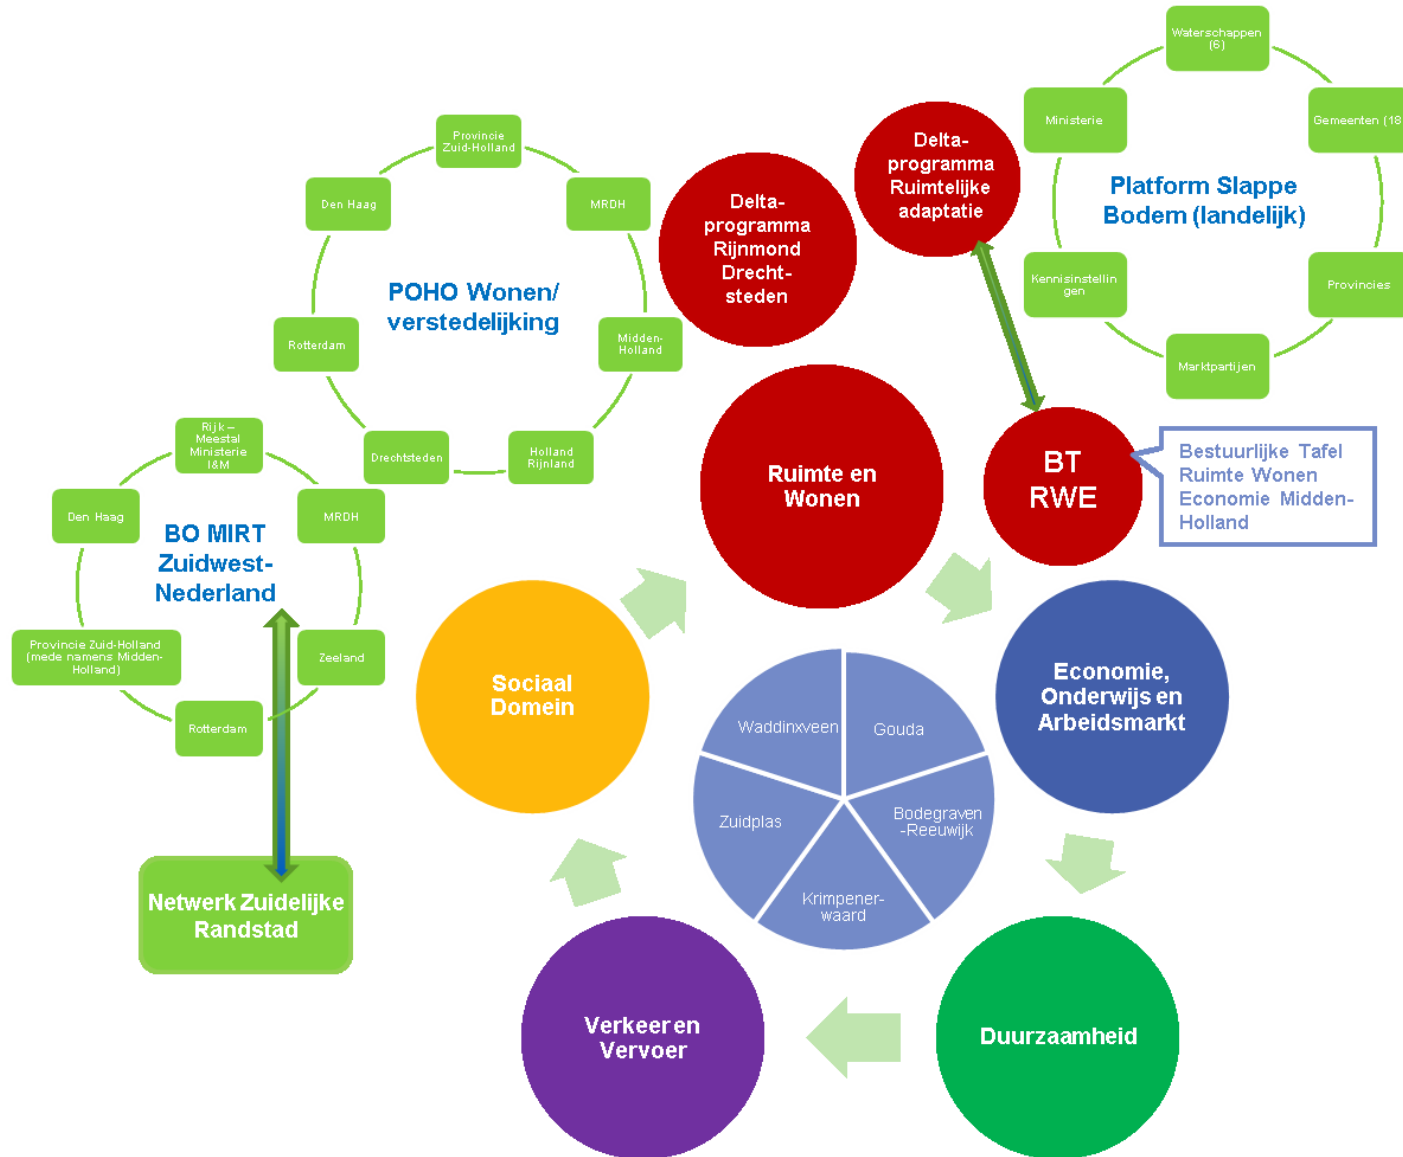 Waterschappen
(6)
Ministerie
Gemeenten (18
Platform Slappe
Bodem (landelijk)
Kennisinstellin
gen
Provincies
Marktpartijen
Delta-
programma
Ruimtelijke
adaptatie
Delta-
programma
Rijnmond
Drecht-
steden
Provincie
Zuid-Holland
Den Haag
MRDH
POHO Wonen/
verstedelijking
Rotterdam
Midden-
Holland
Drechtsteden
Holland
Rijnland
Rijk –
Meestal
Ministerie
I&M
Den Haag
MRDH
BO MIRT
Zuidwest-
Nederland
Provincie Zuid-Holland
(mede namens Midden-
Holland)
Zeeland
Rotterdam
Netwerk Zuidelijke
Randstad
Ruimte en
Wonen
BT
RWE
Bestuurlijke Tafel
Ruimte Wonen
Economie Midden-
Holland
Sociaal
Domein
Economie,
Onderwijs en
Arbeidsmarkt
Waddinxveen
Gouda
Zuidplas
Bodegraven
-Reeuwijk
Krimpener-
waard
Verkeer en
Vervoer
Duurzaamheid